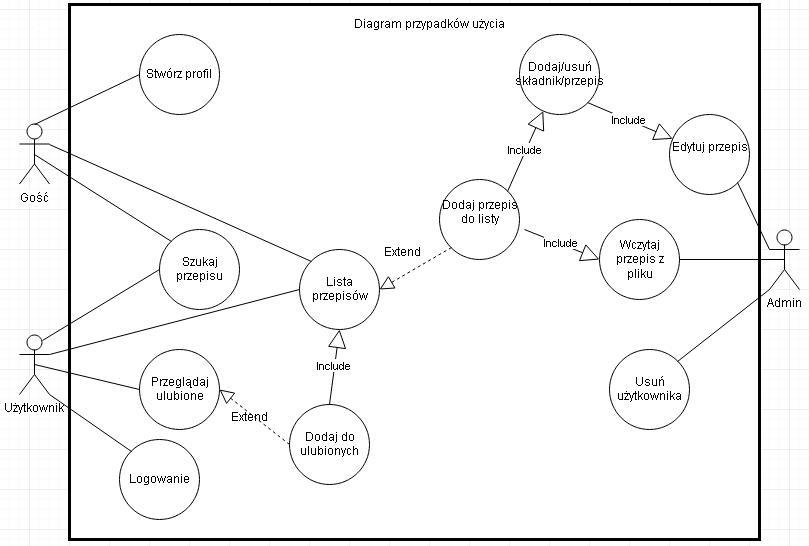 Diagram przypadków użycia
Stwórz profil
Dodaj/usuń
składnik/przepis
Include
Edytuj przepis
Include
Gość
Dodaj przepis
do listy
Szukaj
przepisu
Extend
Include
Wczytaj
przepis z
pliku
Lista
przepisów
Admin
Include
Przeglądaj
ulubione
Usuń
użytkownika
Użytkownik
Extend
Dodaj do
ulubionych
Logowanie